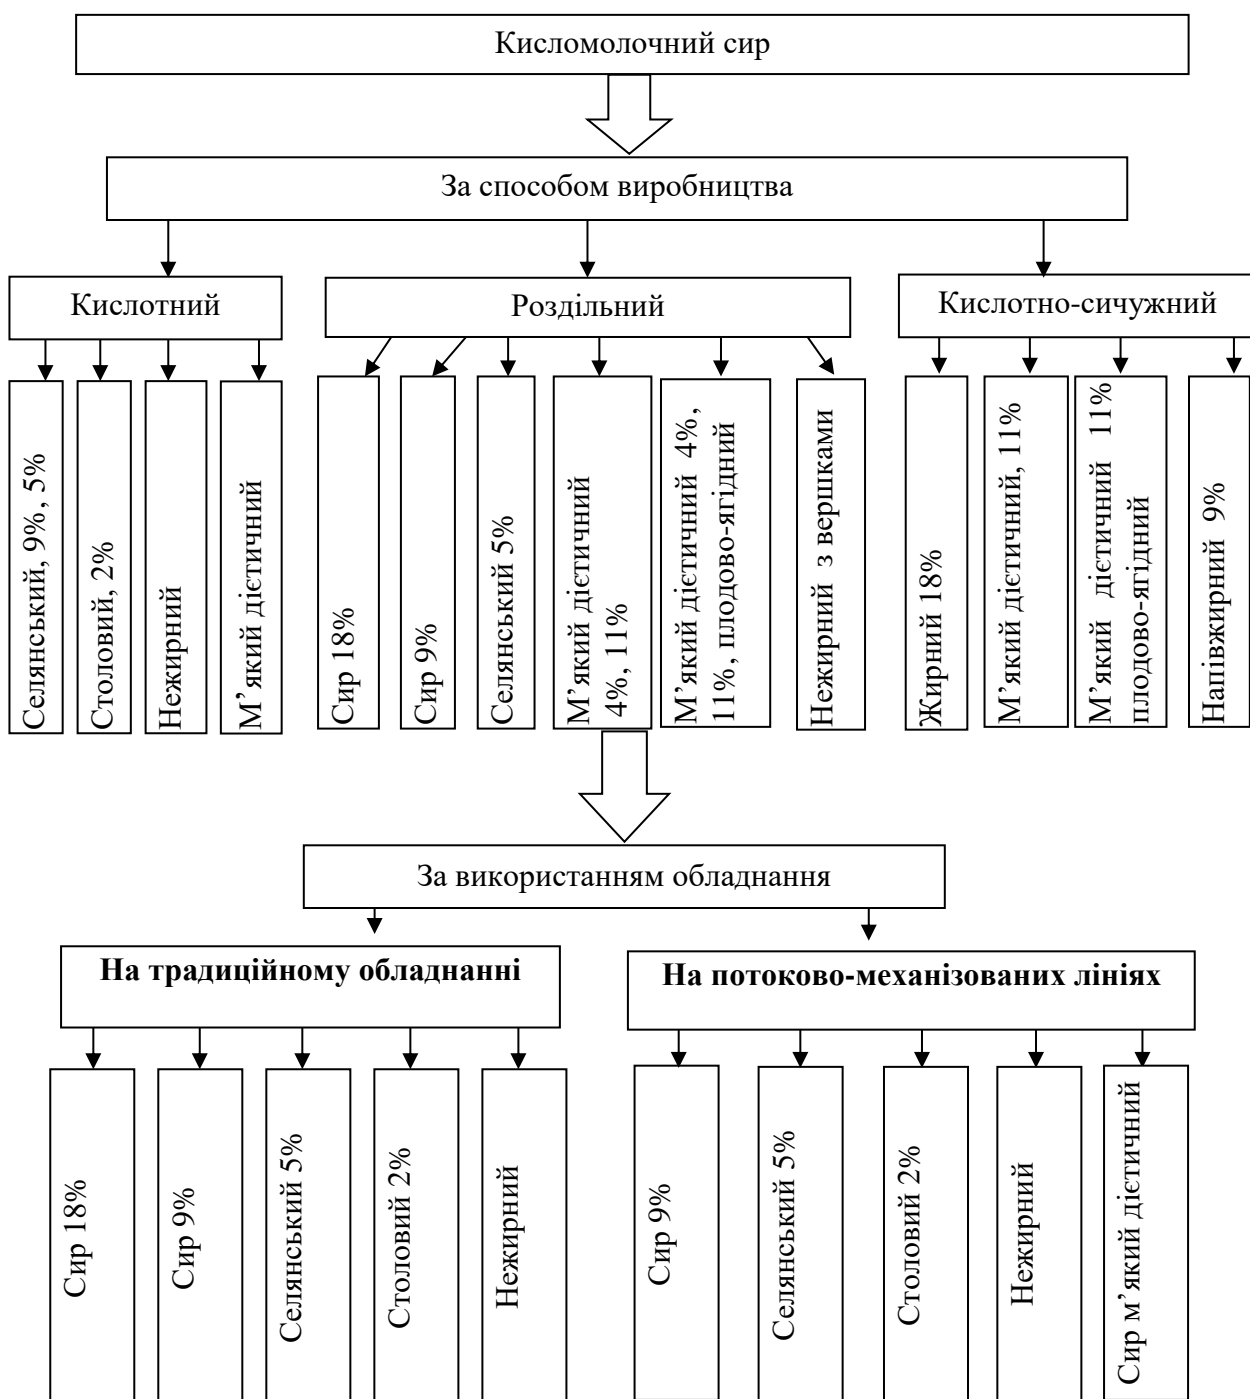 Кисломолочний сир
За способом виробництва
Кислотний
Роздільний
Кислотно-сичужний
Селянський, 9%, 5%
Столовий, 2%
Нежирний
М’який дієтичний
Сир 18%
Сир 9%
Селянський 5%
М’який дієтичний
4%, 11%
М’який дієтичний 4%,
11%, плодово-ягідний
Нежирний з вершками
Жирний 18%
М’який дієтичний, 11%
М’який дієтичний 11%
плодово-ягідний
Напівжирний 9%
За використанням обладнання
На традиційному обладнанні
На потоково-механізованих лініях
Сир 18%
Сир 9%
Селянський 5%
Столовий 2%
Нежирний
Сир 9%
Селянський 5%
Столовий 2%
Нежирний
Сир м’який дієтичний